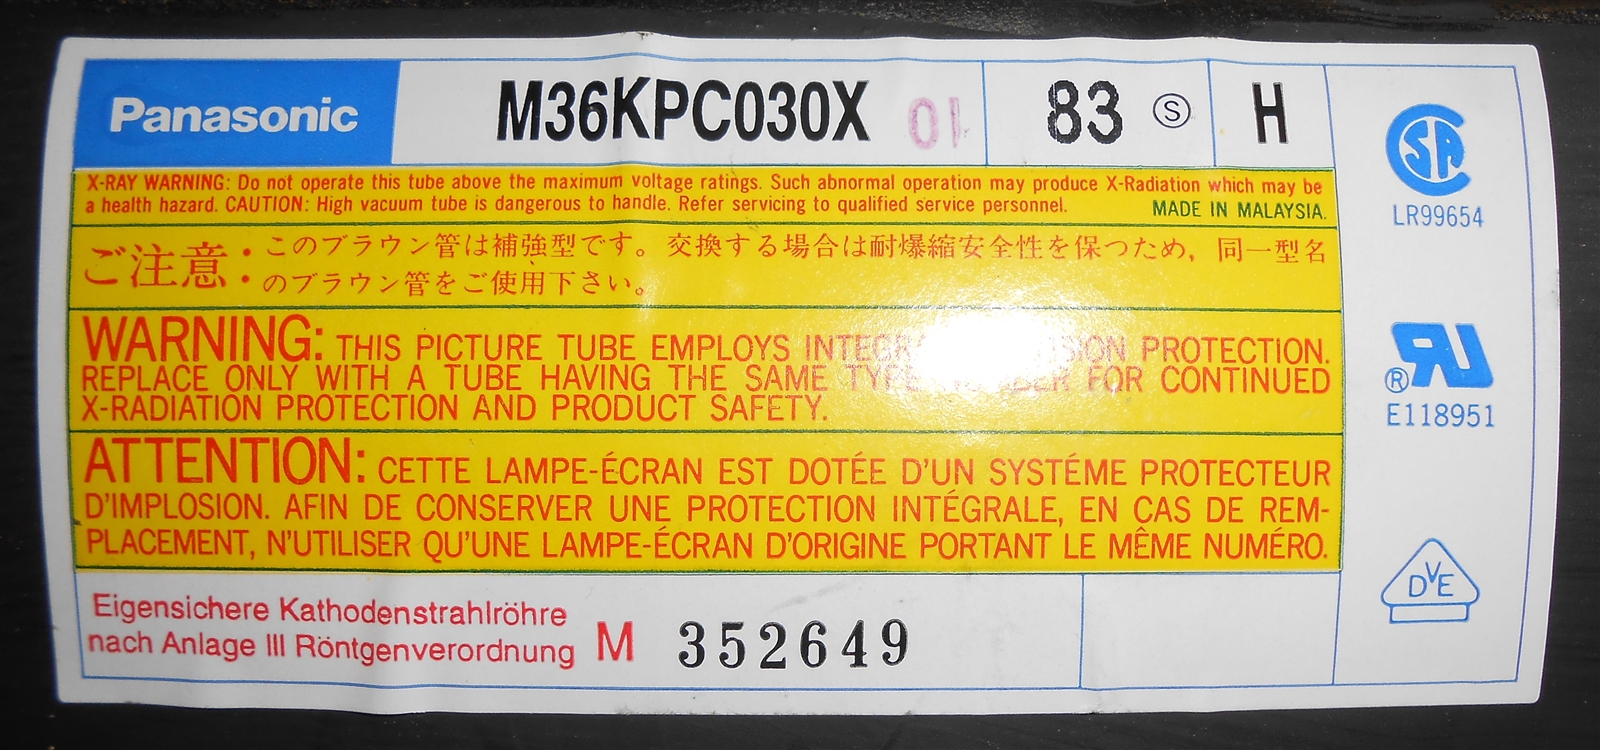 Panasonic M36KPC030X 01 83 Ⓢ H
X-RAY WARNING: Do not operate this tube above the maximum voltage ratings. Such abnormal operation may produce X-Radiation which may be
a health hazard. CAUTION: High vacuum tube is dangerous to handle. Refer servicing to qualified service personnel. MADE IN MALAYSIA.
ご注意：このブラウン管は補強型です。交換する場合は耐爆縮安全性を保つため，同一型名
のブラウン管をご使用下さい。
WARNING: THIS PICTURE TUBE EMPLOYS PROTECTION.
REPLACE ONLY WITH A TUBE HAVING THE SAME TYPE FOR CONTINUED
X-RADIATION PROTECTION AND PRODUCT SAFETY.
ATTENTION: CETTE LAMPE-ÉCRAN EST DOTÉE D'UN SYSTÉME PROTECTEUR
D'IMPLOSION. AFIN DE CONSERVER UNE PROTECTION INTÉGRALE, EN CAS DE REM-
PLACEMENT, N'UTILISER QU'UNE LAMPE-ÉCRAN D'ORIGINE PORTANT LE MÊME NUMÉRO.
Eigensichere Kathodenstrahlröhre
nach Anlage III Röntgenverordnung M 352649
SA
LR99654
®RU
E118951
DVE